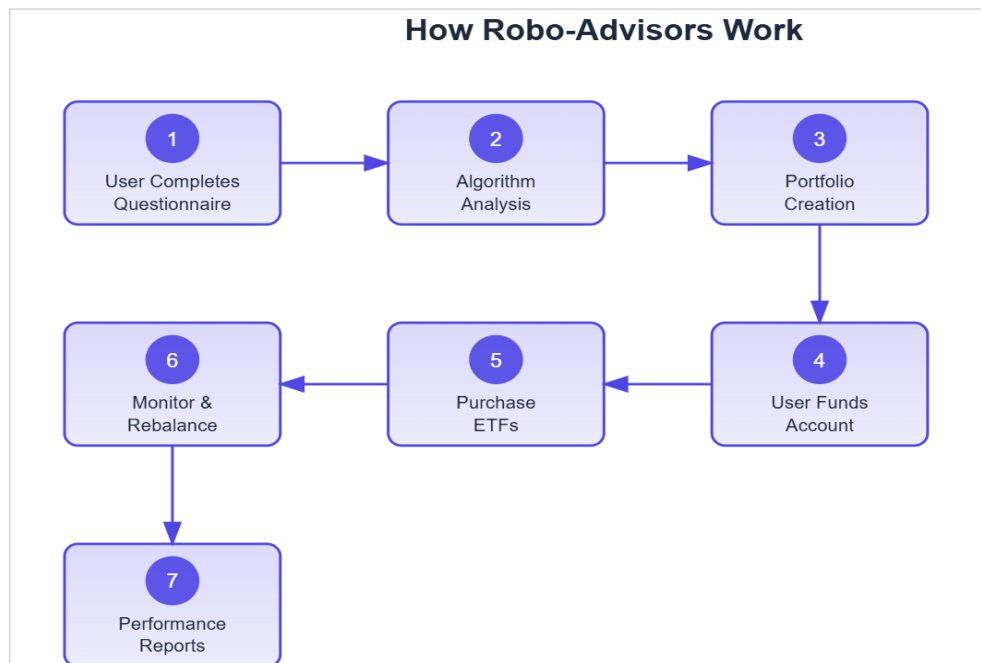 How Robo-Advisors Work
1
User Completes
Questionnaire
2
Algorithm
Analysis
3
Portfolio
Creation
4
User Funds
Account
5
Purchase
ETFs
6
Monitor &
Rebalance
7
Performance
Reports